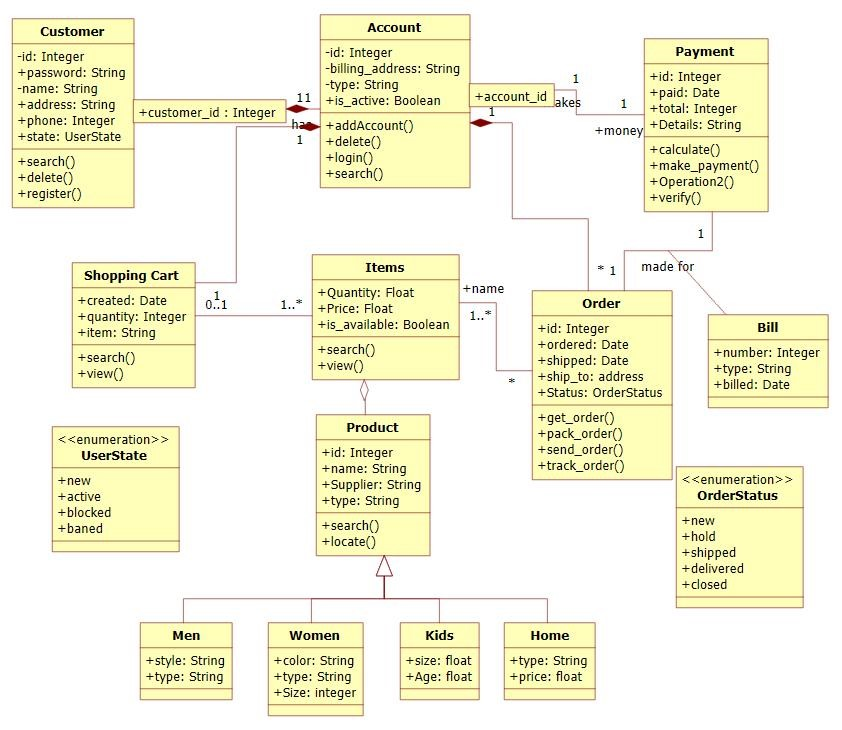 Customer
-id: Integer
+password: String
-name: String
+address: String
+phone: Integer
+state: UserState
+search()
+delete()
+register()
+customer_id : Integer
11
1
Account
-id: Integer
-billing_address: String
-type: String
+is_active: Boolean
+addAccount()
+delete()
+login()
+search()
+account_id
1
1
1
+money
Payment
+id: Integer
+paid: Date
+total: Integer
+Details: String
+calculate()
+make_payment()
+Operation2()
+verify()
1
made for
* 1
Shopping Cart
+created: Date
+quantity: Integer
+item: String
+search()
+view()
1
0..1
1..*
Items
+Quantity: Float
+Price: Float
+is_available: Boolean
+search()
+view()
+name
1..*
*
Order
+id: Integer
+ordered: Date
+shipped: Date
+ship_to: address
+Status: OrderStatus
+get_order()
+pack_order()
+send_order()
+track_order()
Bill
+number: Integer
+type: String
+billed: Date
<<enumeration>>
UserState
+new
+active
+blocked
+baned
Product
+id: Integer
+name: String
+Supplier: String
+type: String
+search()
+locate()
<<enumeration>>
OrderStatus
+new
+hold
+shipped
+delivered
+closed
Men
+style: String
+type: String
Women
+color: String
+type: String
+Size: integer
Kids
+size: float
+Age: float
Home
+type: String
+price: float